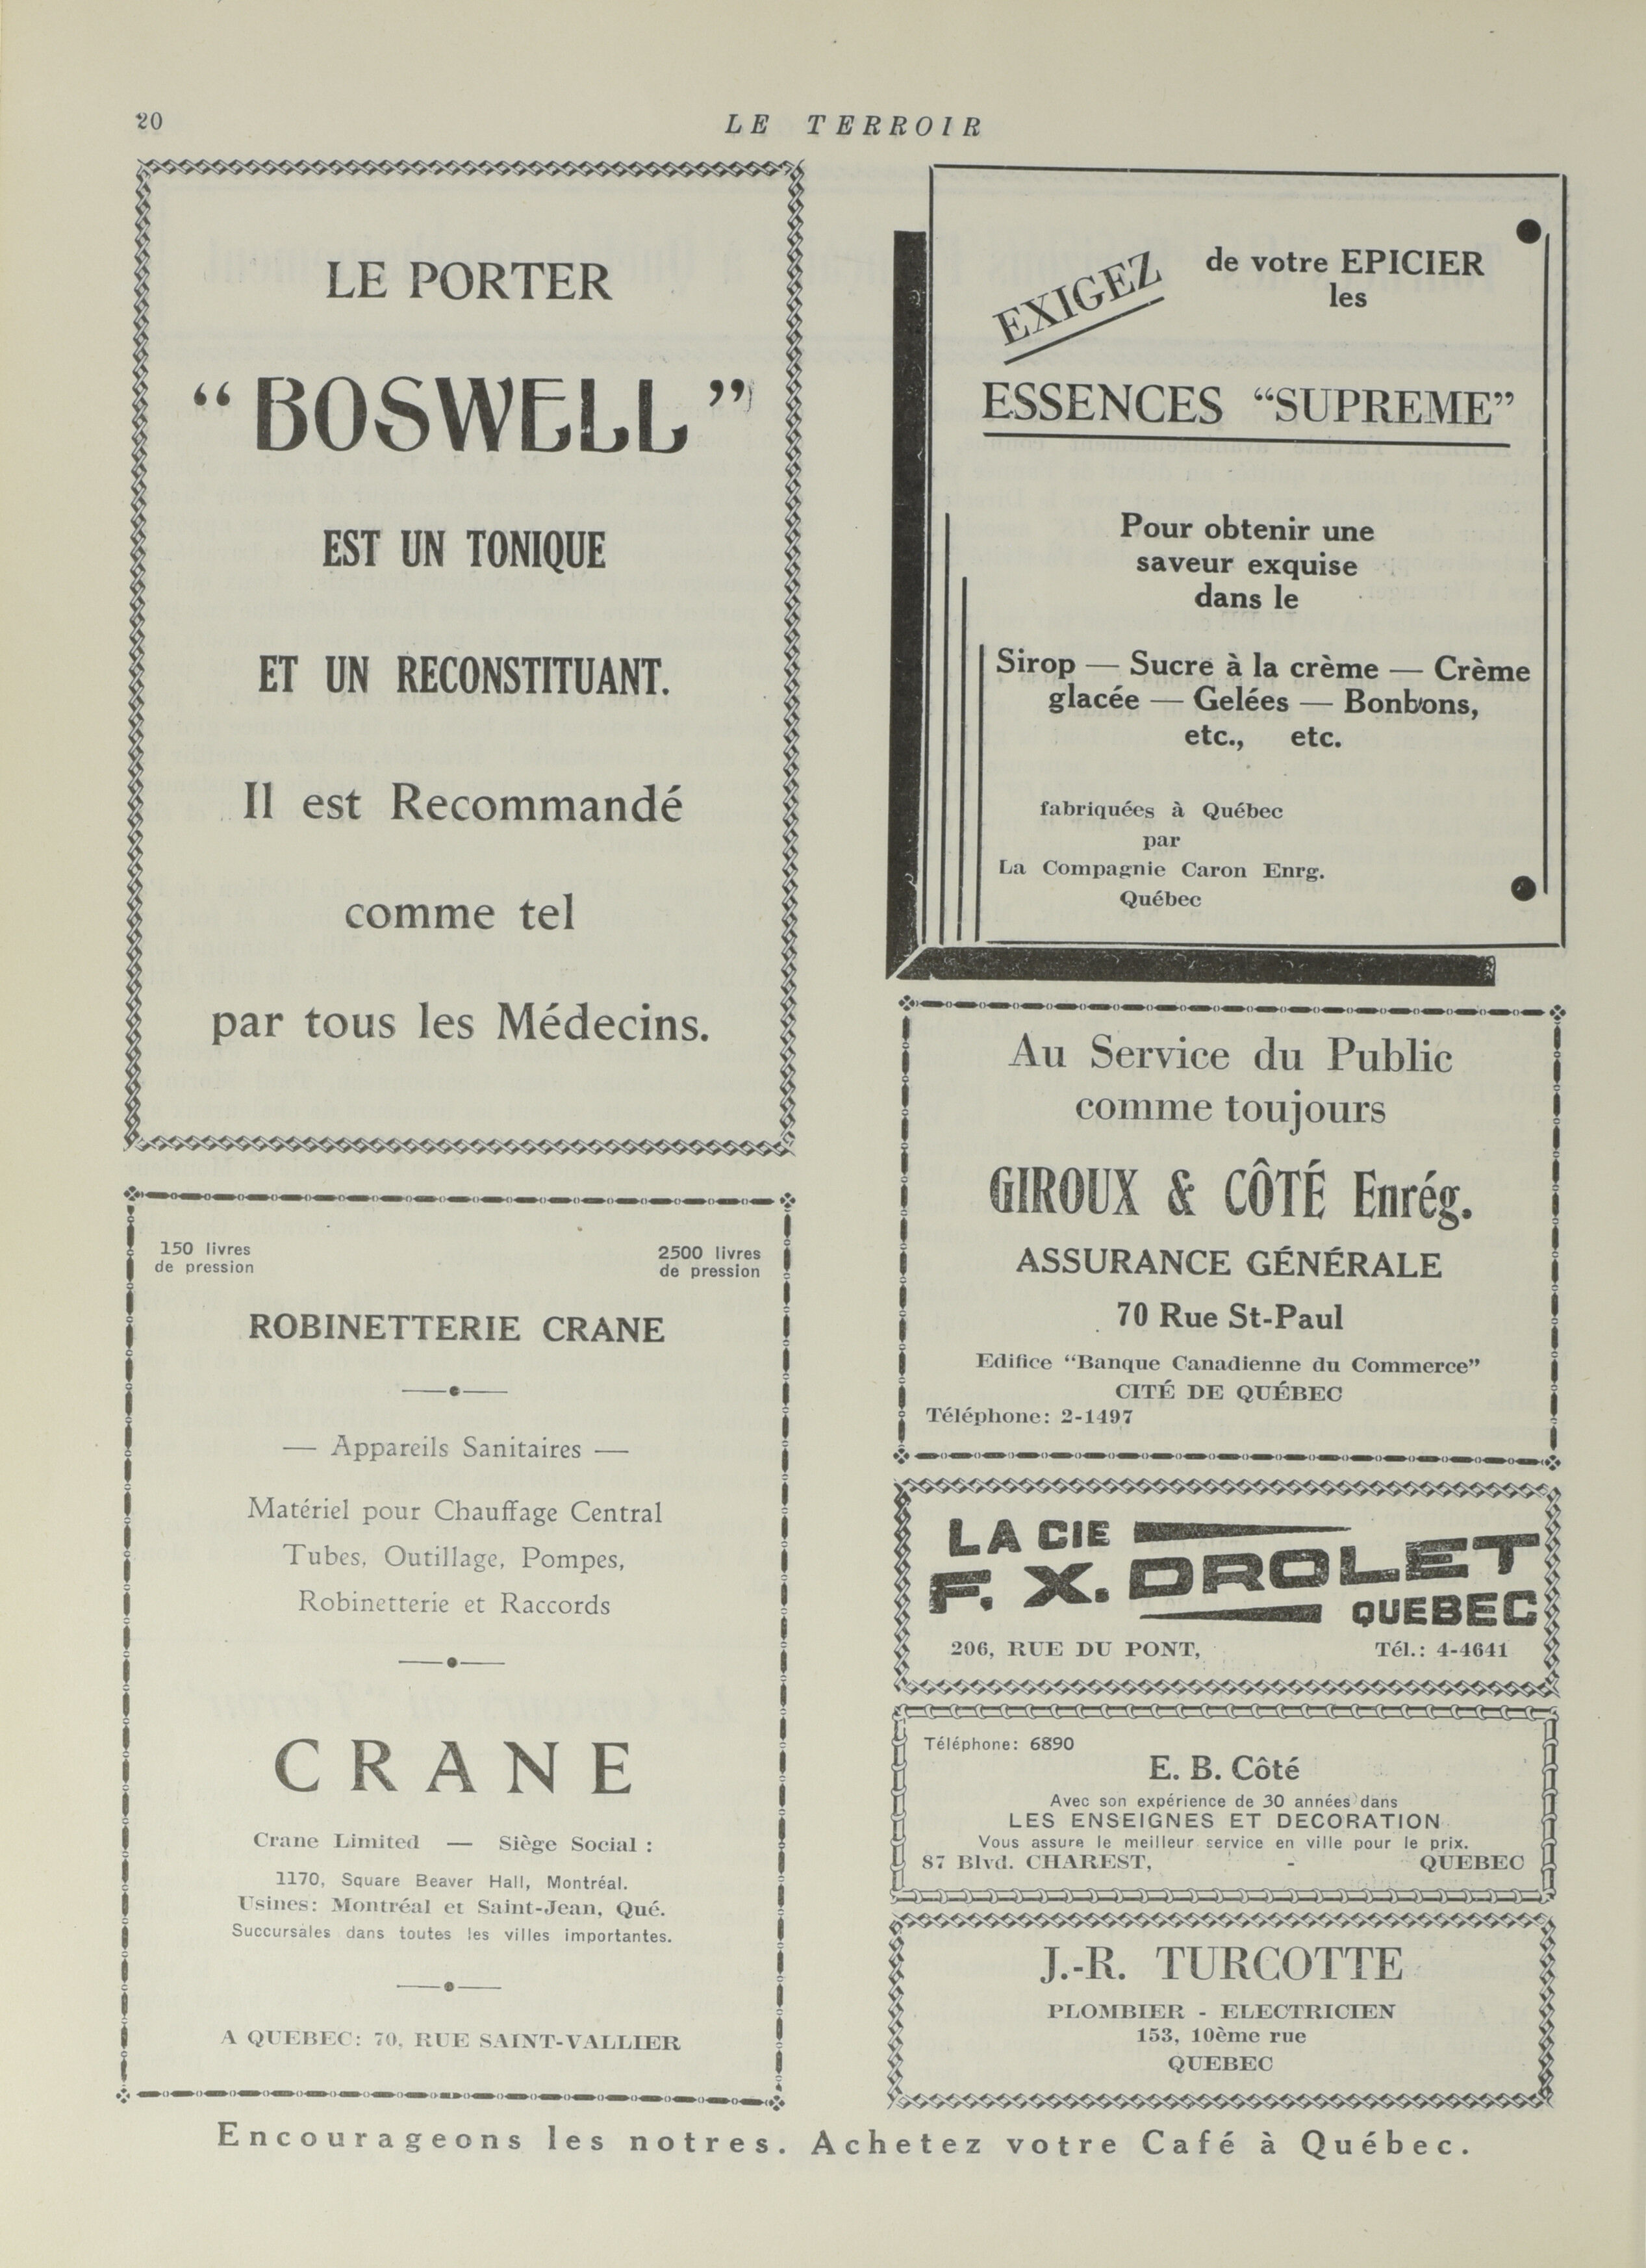 20
LE TERROIR
LE PORTER
“BOSWELL”
EST UN TONIQUE
ET UN RECONSTITUANT.
Il est Recommandé
comme tel
par tous les Médecins.
150 livres
de pression
2500 livres
de pression
ROBINETTERIE CRANE
— Appareils Sanitaires —
Matériel pour Chauffage Central
Tubes, Outillage, Pompes,
Robinetterie et Raccords
CRANE
Crane Limited — Siège Social :
1170, Square Beaver Hall, Montréal.
Usines: Montréal et Saint-Jean, Qué.
Succursales dans toutes les villes importantes.
A QUEBEC: 70, RUE SAINT-VALLIER
EXIGEZ
de votre EPICIER
les
ESSENCES “SUPREME”
Pour obtenir une
saveur exquise
dans le
Sirop — Sucre à la crème — Crème
glacée — Gelées — Bonbons,
etc., etc.
fabriquées à Québec
par
La Compagnie Caron Enrg.
Québec
Au Service du Public
comme toujours
GIROUX & CÔTÉ Enrég.
ASSURANCE GÉNÉRALE
70 Rue St-Paul
Edifice “Banque Canadienne du Commerce”
CITÉ DE QUÉBEC
Téléphone: 2-1497
LA CIE
F. X. DROLET
QUEBEC
206, RUE DU PONT, Tél.: 4-4641
Téléphone: 6890
E. B. Côté
Avec son expérience de 30 années dans
LES ENSEIGNES ET DECORATION
Vous assure le meilleur service en ville pour le prix.
87 Blvd. CHAREST, - QUEBEC
J.-R. TURCOTTE
PLOMBIER - ELECTRICIEN
153, 10ème rue
QUEBEC
Encourageons les notres. Achetez votre Café à Québec.